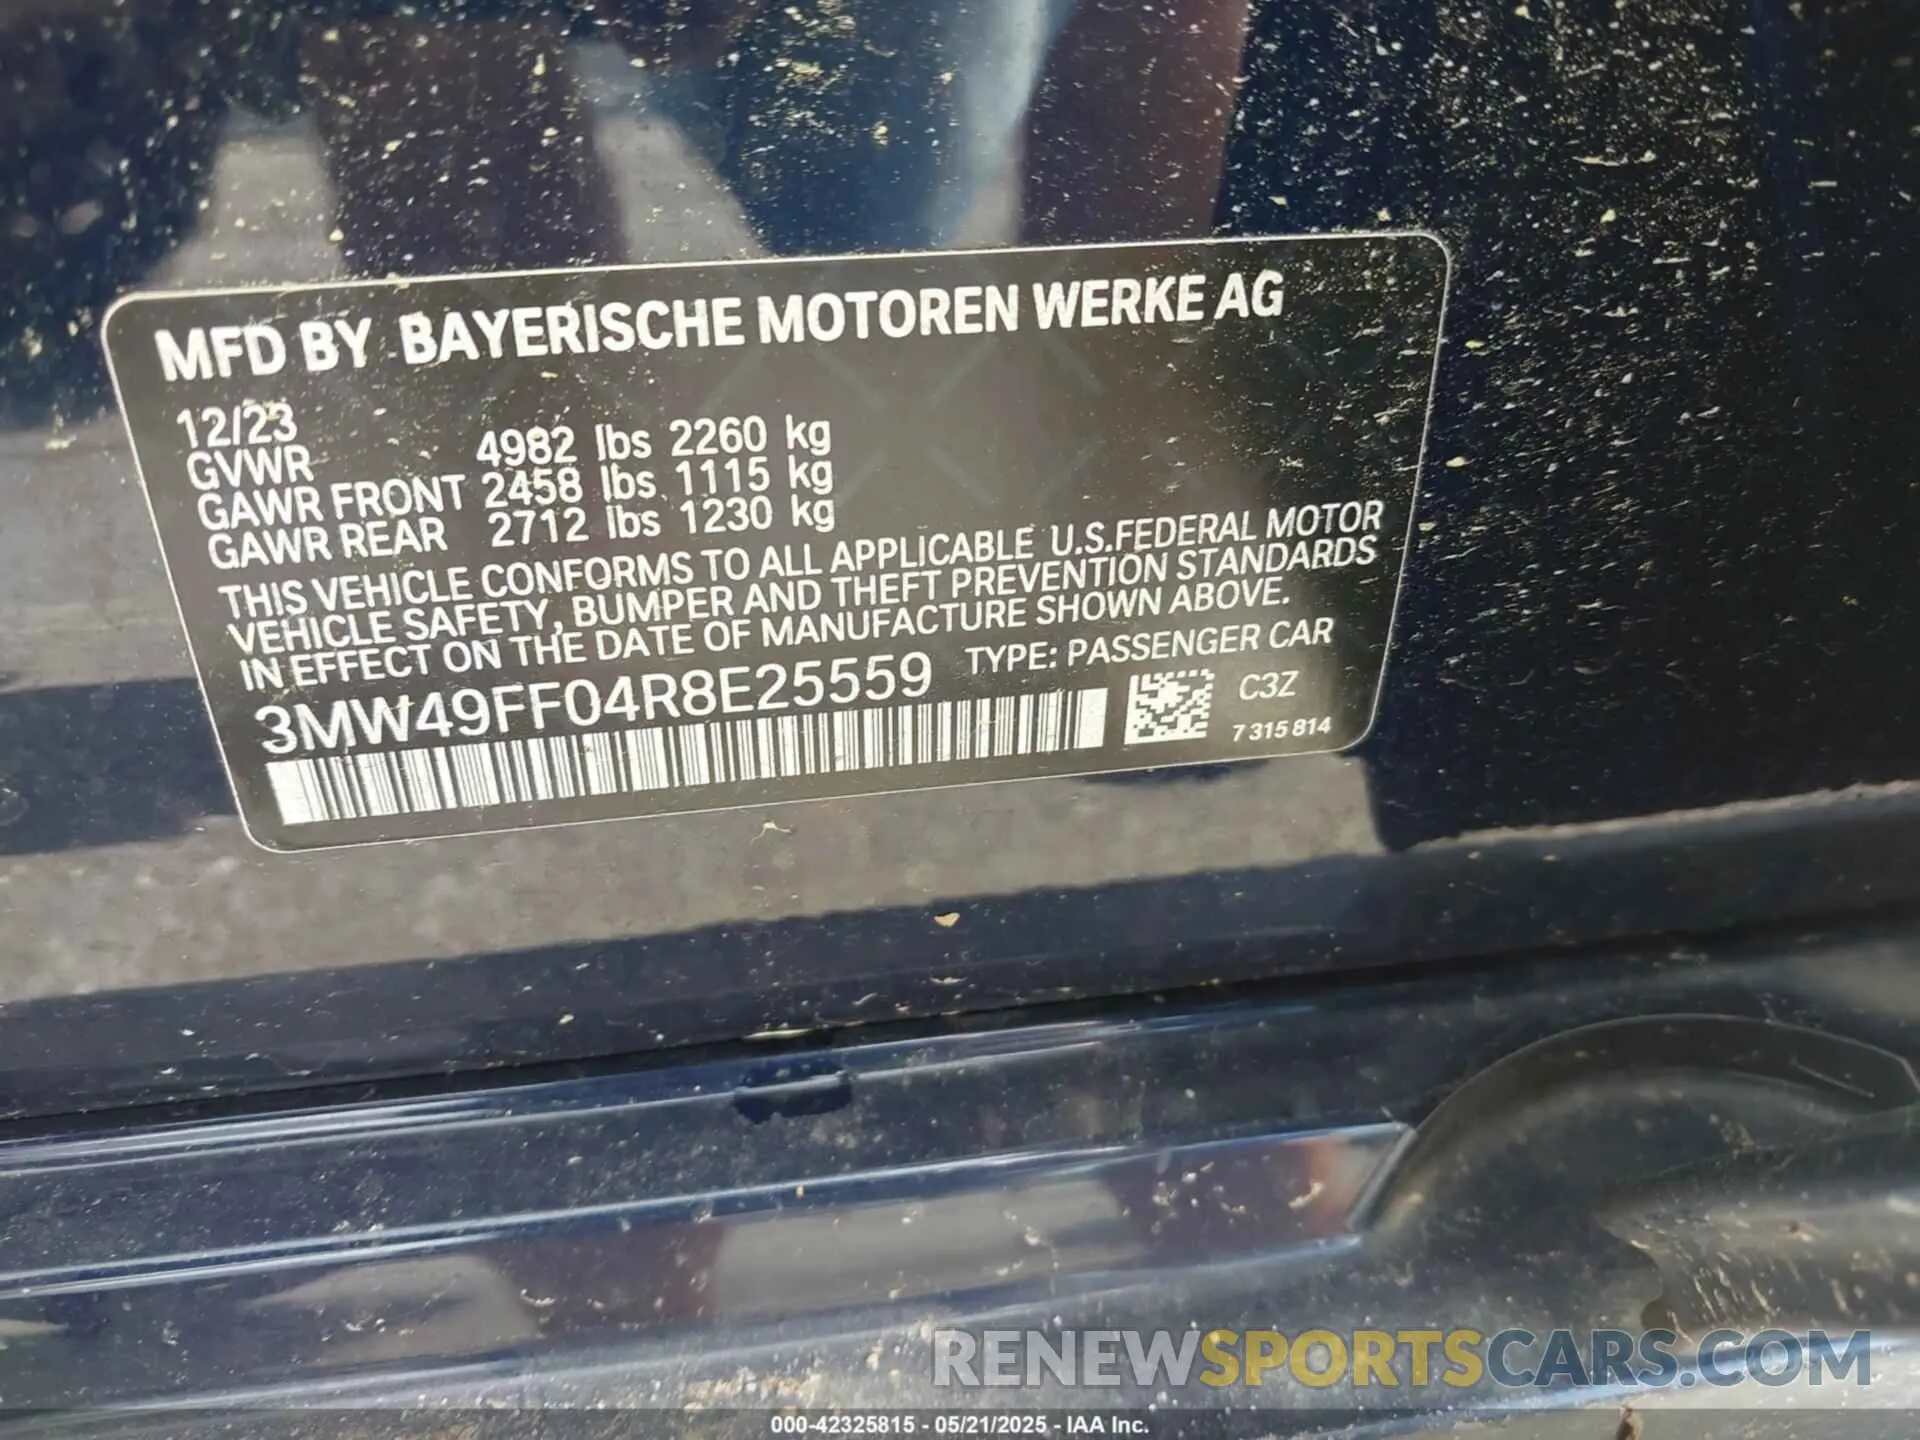 MFD BY BAYERISCHE MOTOREN WERKE AG
12/23
GVWR 4982 lbs 2260 kg
GAWR FRONT 2458 lbs 1115 kg
GAWR REAR 2712 lbs 1230 kg
THIS VEHICLE CONFORMS TO ALL APPLICABLE U.S.FEDERAL MOTOR
VEHICLE SAFETY, BUMPER AND THEFT PREVENTION STANDARDS
IN EFFECT ON THE DATE OF MANUFACTURE SHOWN ABOVE.
3MW49FF04R8E25559 TYPE: PASSENGER CAR
C3Z
7 315 814
RENEWSPORTSCARS.COM
000-42325815 - 05/21/2025 - IAA Inc.